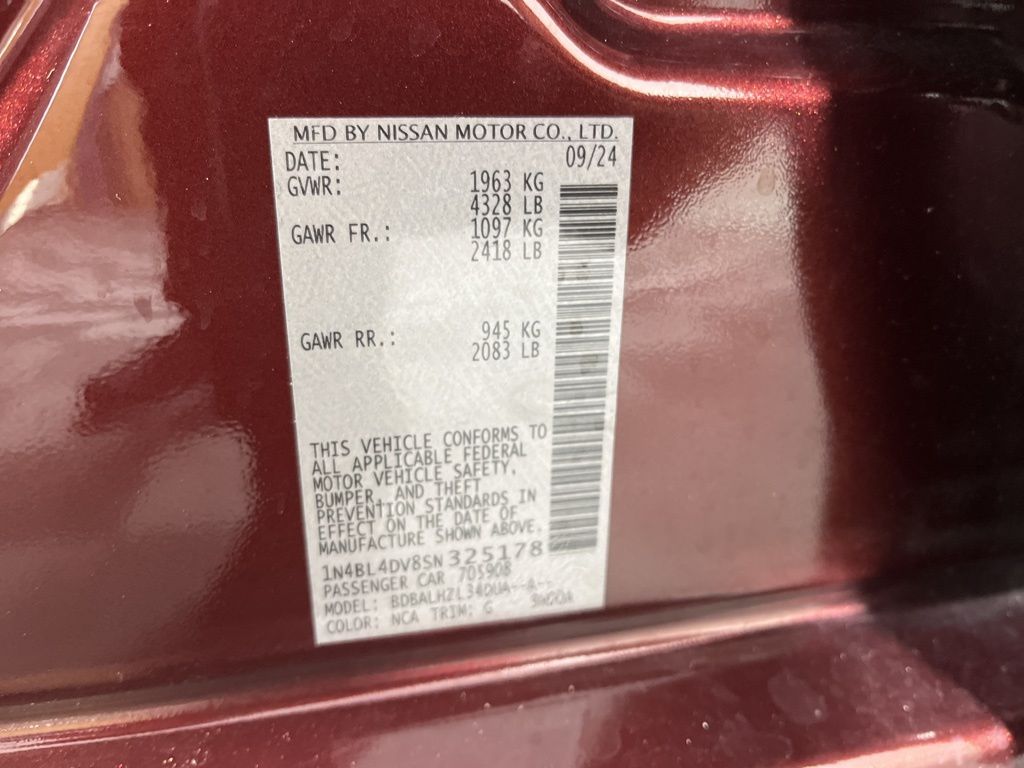 MFD BY NISSAN MOTOR CO., LTD.
DATE: 09/24
GVWR: 1963 KG
4328 LB
GAWR FR.: 1097 KG
2418 LB
GAWR RR.: 945 KG
2083 LB
THIS VEHICLE CONFORMS TO
ALL APPLICABLE FEDERAL
MOTOR VEHICLE SAFETY,
BUMPER, AND THEFT
PREVENTION STANDARDS IN
EFFECT ON THE DATE OF
MANUFACTURE SHOWN ABOVE.
1N4BL4DV8SN325178
PASSENGER CAR 705908
MODEL:
COLOR: NCA TRIM: G